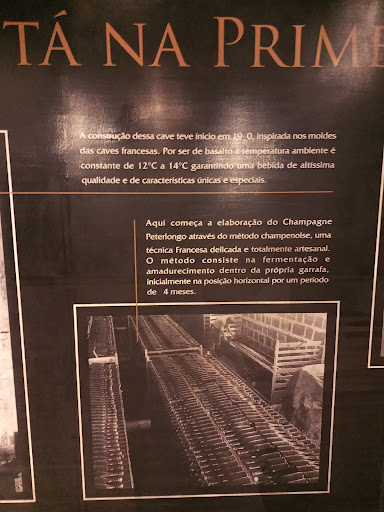 TÁ NA PRIME
A construção dessa cave teve início em 19 0, inspirada nos moldes
das caves francesas. Por ser de basalto a temperatura ambiente é
constante de 12°C a 14°C garantindo uma bebida de altíssima
qualidade e de características únicas e especiais.
Aqui começa a elaboração do Champagne
Peterlongo através do método champenoise, uma
técnica Francesa delicada e totalmente artesanal.
O método consiste na fermentação e
amadurecimento dentro da própria garrafa,
inicialmente na posição horizontal por um período
de 4 meses.